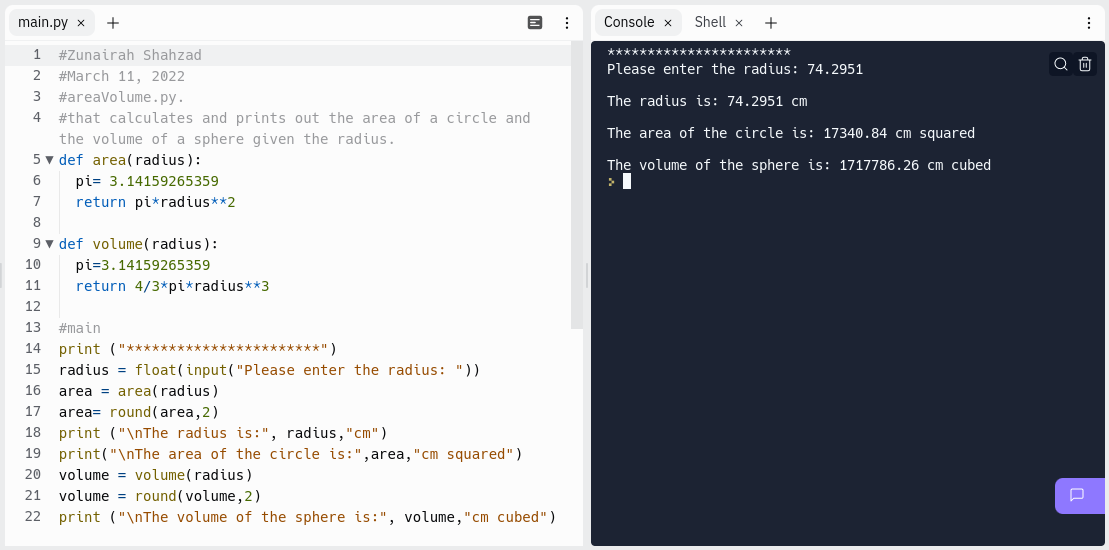 main.py
Console
Shell
1 #Zunairah Shahzad
2 #March 11, 2022
3 #areaVolume.py.
4 #that calculates and prints out the area of a circle and
the volume of a sphere given the radius.
5 def area(radius):
6 pi= 3.14159265359
7 return pi*radius**2
8
9 def volume(radius):
10 pi=3.14159265359
11 return 4/3*pi*radius**3
12
13 #main
14 print ("***********************")
15 radius = float(input("Please enter the radius: "))
16 area = area(radius)
17 area= round(area,2)
18 print ("\nThe radius is:", radius,"cm")
19 print("\nThe area of the circle is:",area,"cm squared")
20 volume = volume(radius)
21 volume = round(volume,2)
22 print ("\nThe volume of the sphere is:", volume,"cm cubed")
***********************
Please enter the radius: 74.2951
The radius is: 74.2951 cm
The area of the circle is: 17340.84 cm squared
The volume of the sphere is: 1717786.26 cm cubed